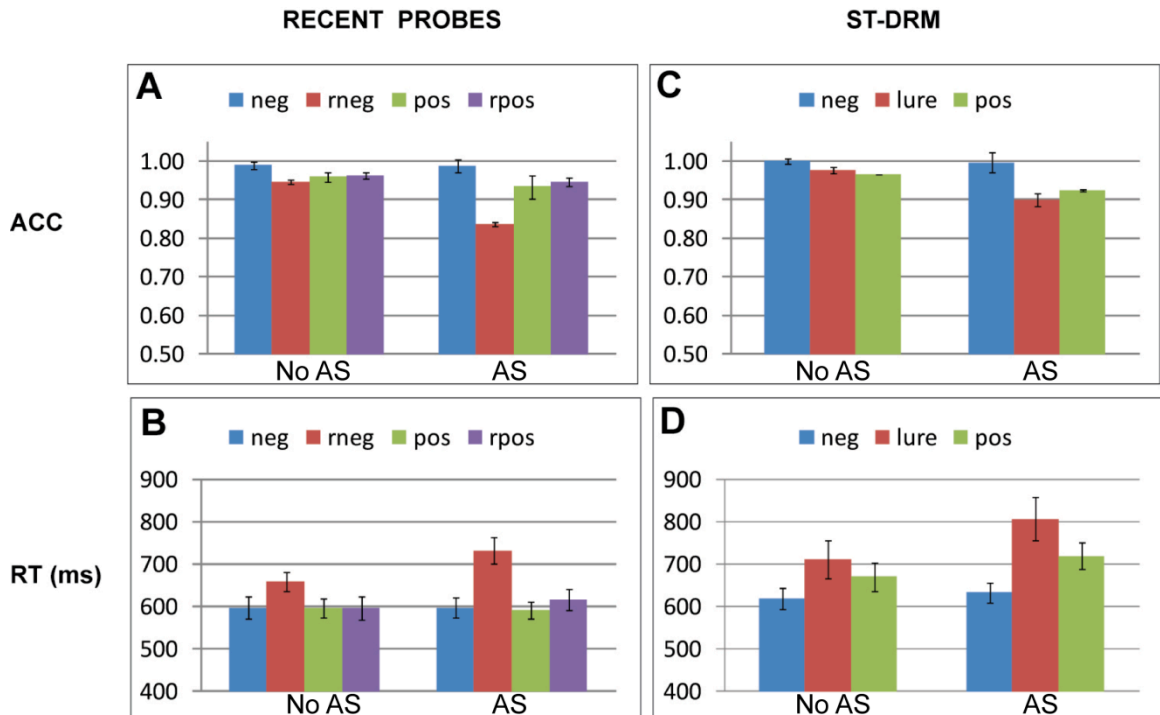 RECENT PROBES
ST-DRM
A
neg rneg pos rpos
ACC
1.00
0.90
0.80
0.70
0.60
0.50
No AS AS
C
neg lure pos
1.00
0.90
0.80
0.70
0.60
0.50
No AS AS
B
neg rneg pos rpos
RT (ms)
900
800
700
600
500
400
No AS AS
D
neg lure pos
900
800
700
600
500
400
No AS AS